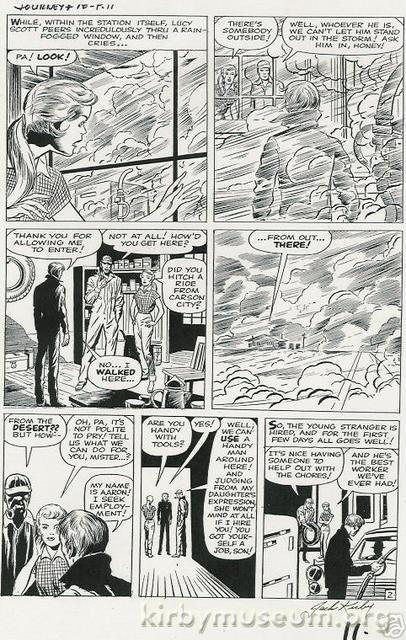 WHILE, WITHIN THE STATION ITSELF, LUCY
SCOTT PEERS INCREDULOUSLY THRU A RAIN-
FOGGED WINDOW, AND THEN
CRIES...
PA! LOOK!
THERE'S
SOMEBODY
OUTSIDE!
WELL, WHOEVER HE IS,
WE CAN'T LET HIM STAND
OUT IN THE STORM! ASK
HIM IN, HONEY!
THANK YOU FOR
ALLOWING ME
TO ENTER!
NOT AT ALL! HOW'D
YOU GET HERE?
DID YOU
HITCH A
RIDE
FROM
CARSON
CITY?
NO... I
WALKED
HERE...
...FROM OUT...
THERE!
FROM THE
DESERT??
BUT HOW--
OH, PA, IT'S
NOT POLITE
TO PRY! TELL
US WHAT WE
CAN DO FOR
YOU, MISTER...?
MY NAME
IS AARON! I
SEEK
EMPLOY-
MENT!
ARE YOU
HANDY
WITH
TOOLS?
YES!
WELL!
WE CAN
USE A
HANDY
MAN
AROUND
HERE!
AND
JUDGING
FROM MY
DAUGHTER'S
EXPRESSION,
SHE WON'T
MIND AT ALL
IF I HIRE
YOU! YOU
GOT YOUR-
SELF A
JOB, SON!
SO, THE YOUNG STRANGER IS
HIRED, AND FOR THE FIRST
FEW DAYS ALL GOES WELL!
IT'S NICE HAVING
SOMEONE TO
HELP OUT WITH
THE CHORES!
AND HE'S
THE BEST
WORKER
WE'VE
EVER HAD!
2
Jack Kirby
kirbymuseum.org
11.